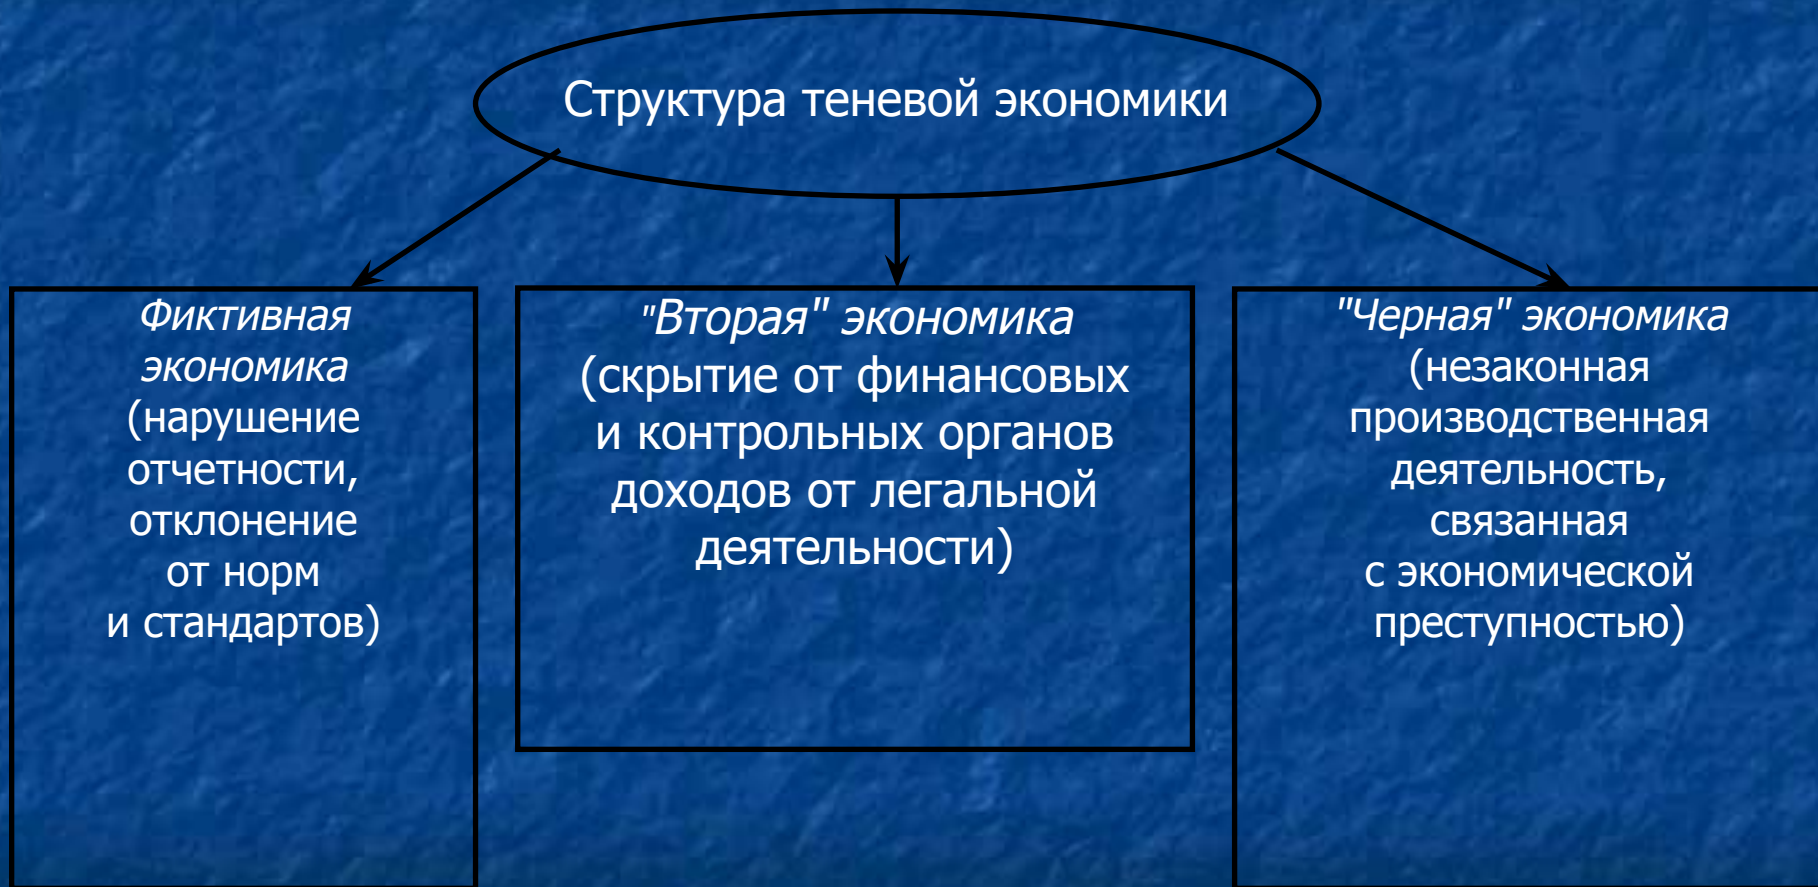 Структура теневой экономики
Фиктивная
экономика
(нарушение
отчетности,
отклонение
от норм
и стандартов)
"Вторая" экономика
(скрытие от финансовых
и контрольных органов
доходов от легальной
деятельности)
"Черная" экономика
(незаконная
производственная
деятельность,
связанная
с экономической
преступностью)